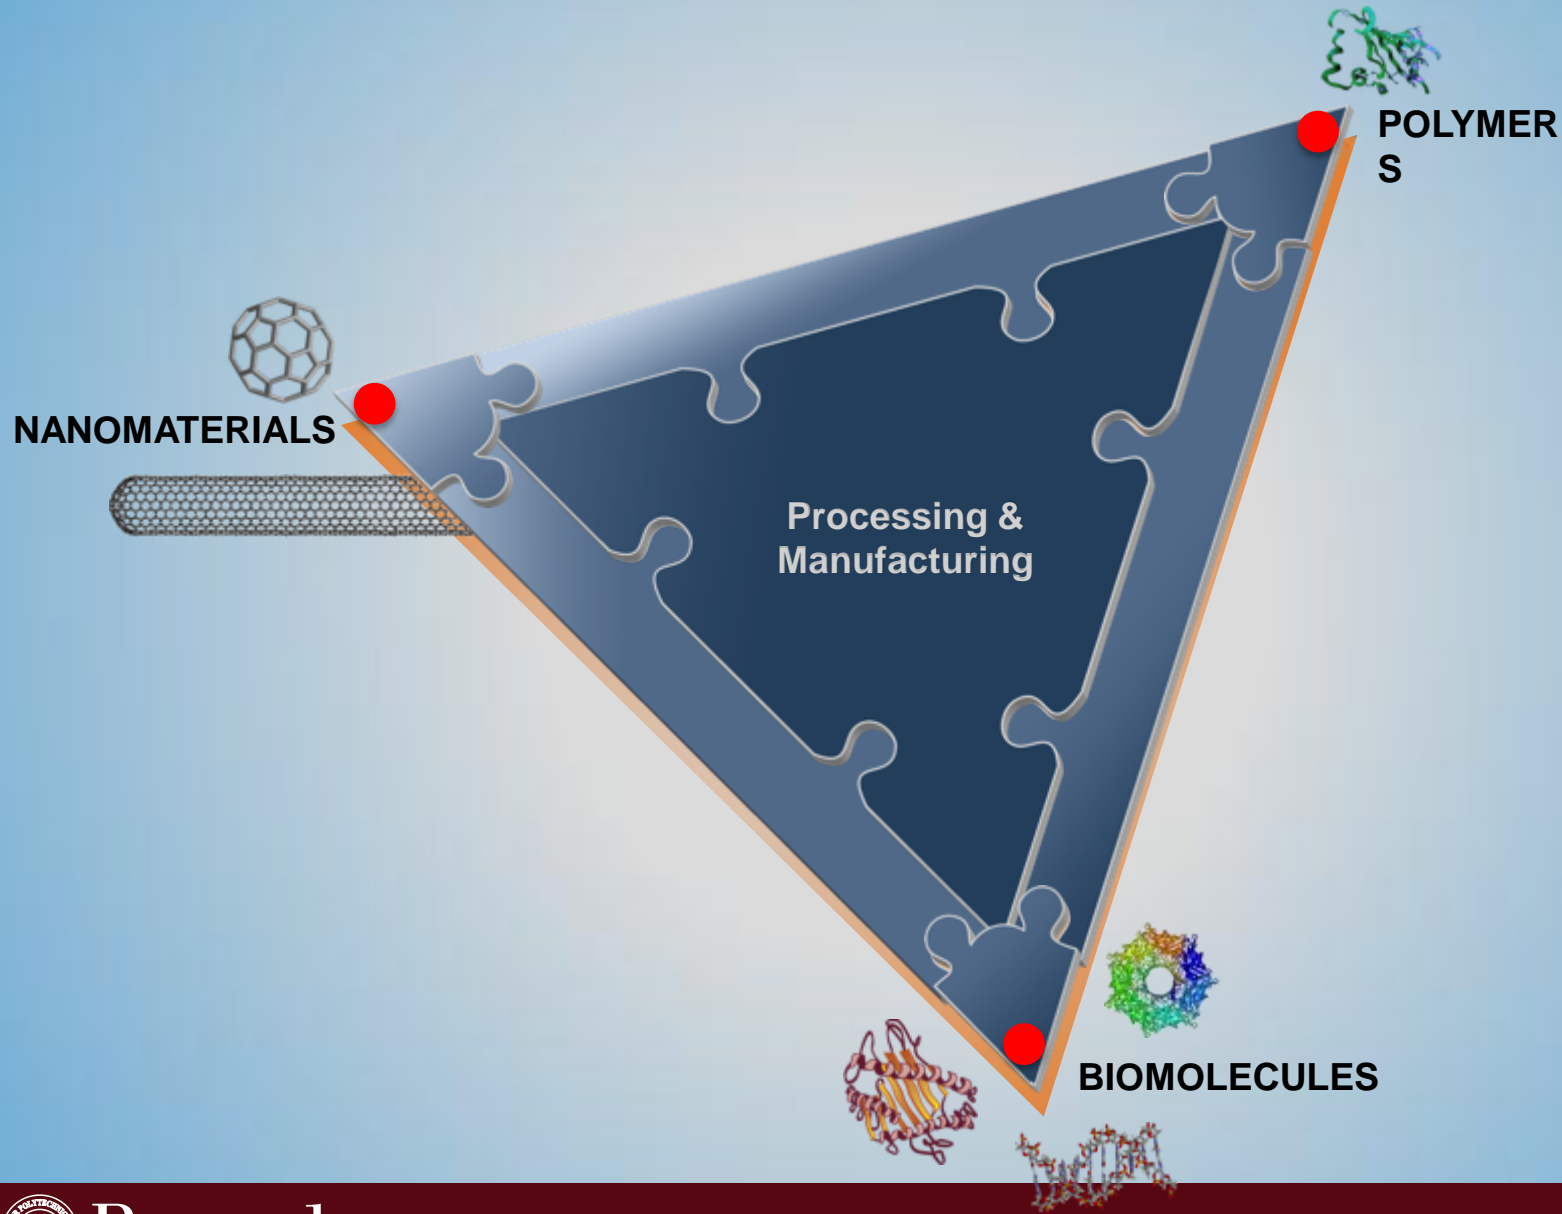 POLYMER
S
NANOMATERIALS
Processing &
Manufacturing
BIOMOLECULES